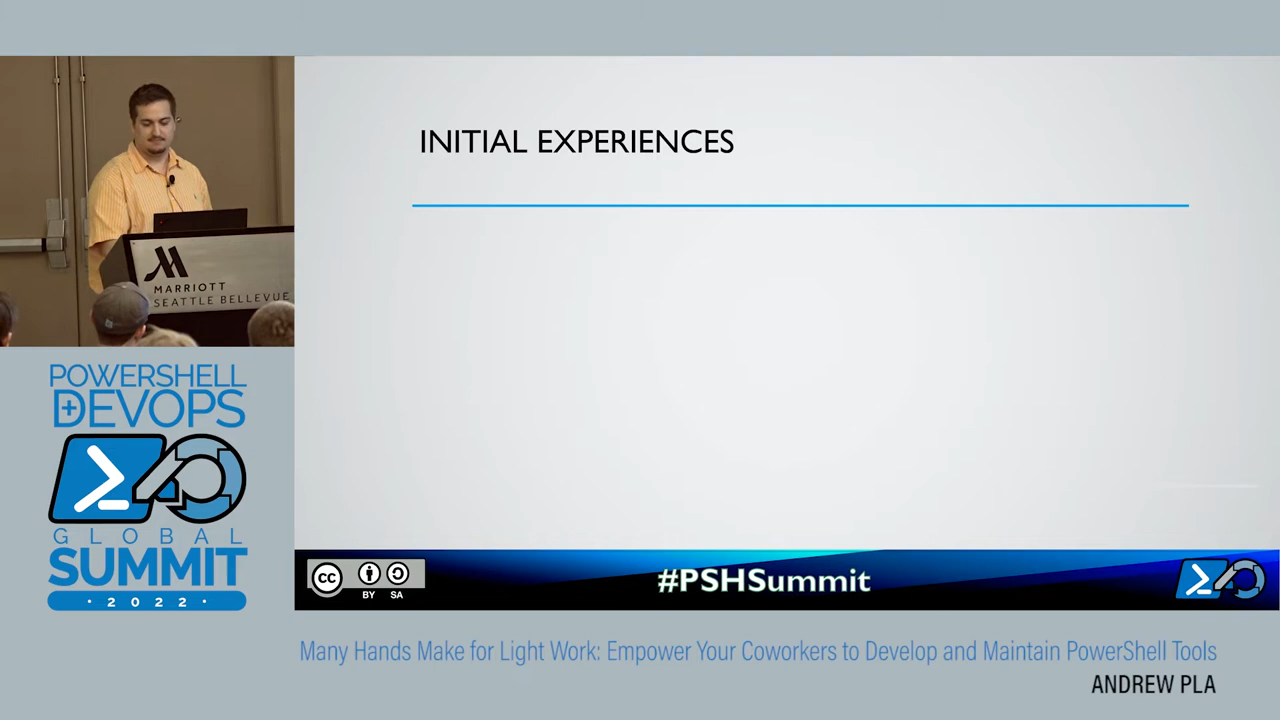 INITIAL EXPERIENCES
MARRIOTT
SEATTLE BELLEVUE
POWERSHELL
DEVOPS
GLOBAL
SUMMIT
· 2022 ·
CC
BY SA
#PSHSummit
Many Hands Make for Light Work: Empower Your Coworkers to Develop and Maintain PowerShell Tools
ANDREW PLA